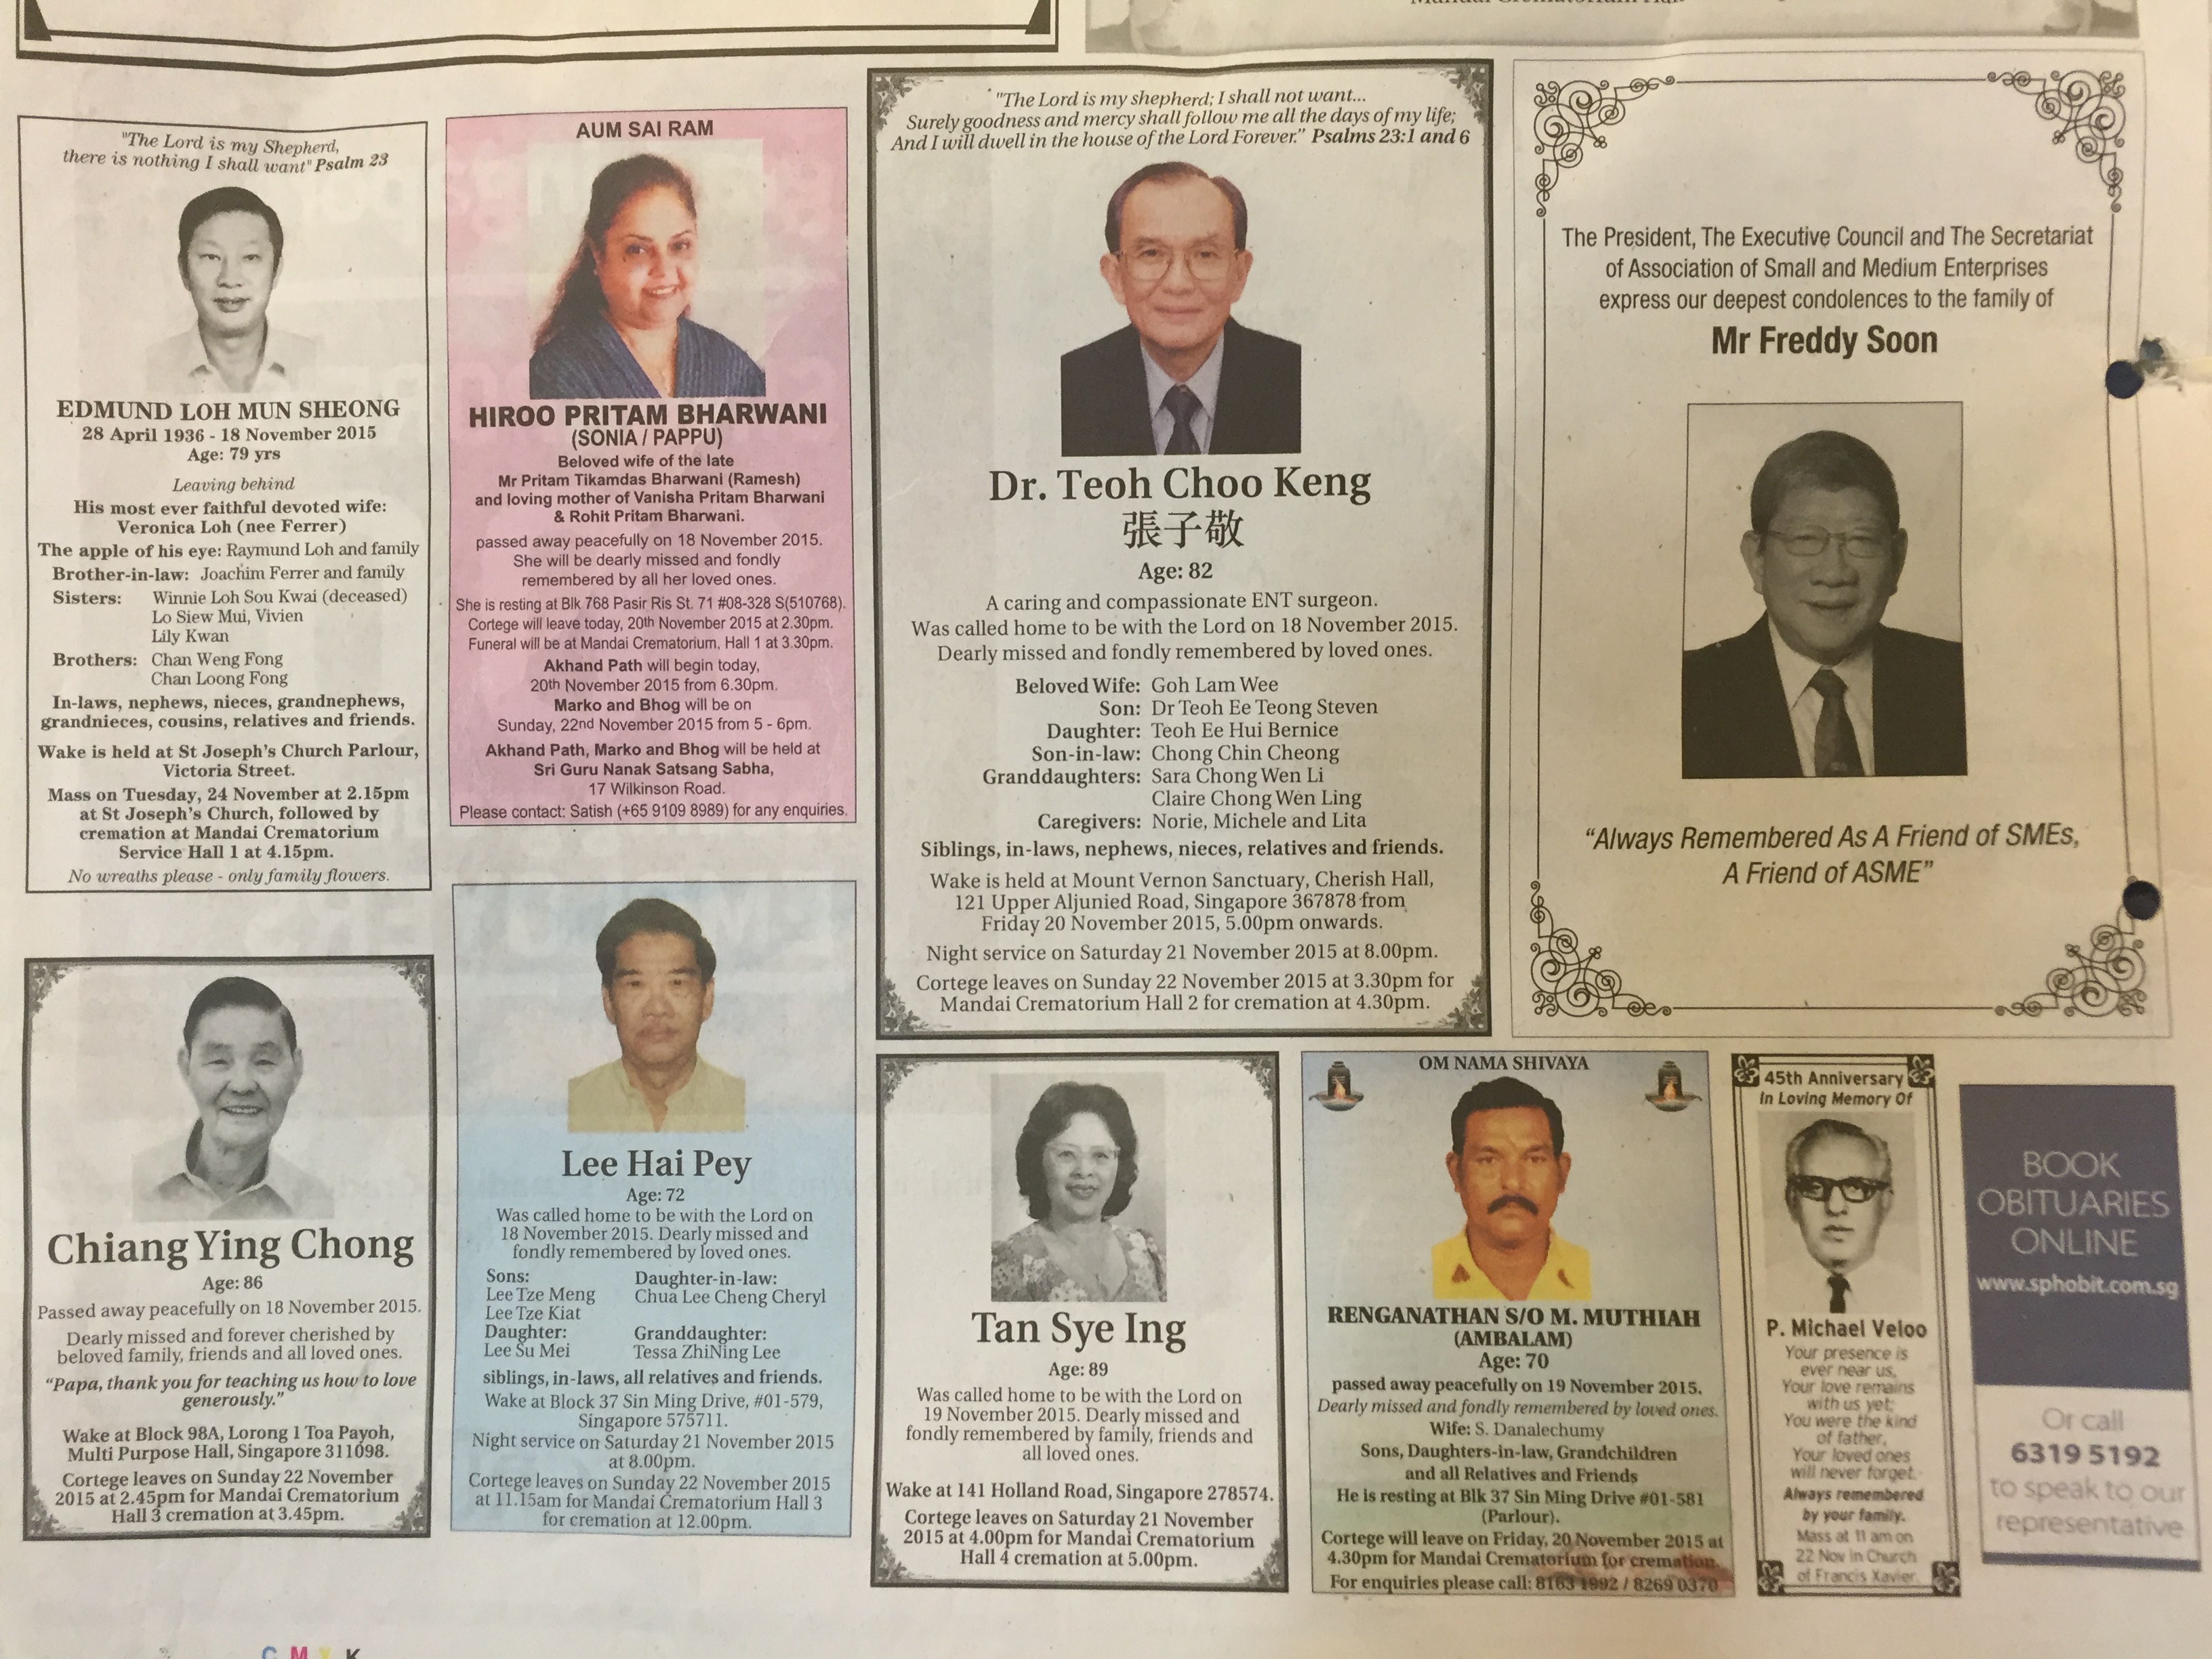 "The Lord is my Shepherd,
there is nothing I shall want" Psalm 23
EDMUND LOH MUN SHEONG
28 April 1936 - 18 November 2015
Age: 79 yrs
Leaving behind
His most ever faithful devoted wife:
Veronica Loh (nee Ferrer)
The apple of his eye: Raymund Loh and family
Brother-in-law: Joachim Ferrer and family
Sisters: Winnie Loh Sou Kwai (deceased)
Lo Siew Mui, Vivien
Lily Kwan
Brothers: Chan Weng Fong
Chan Loong Fong
In-laws, nephews, nieces, grandnephews,
grandnieces, cousins, relatives and friends.
Wake is held at St Joseph's Church Parlour,
Victoria Street.
Mass on Tuesday, 24 November at 2.15pm
at St Joseph's Church, followed by
cremation at Mandai Crematorium
Service Hall 1 at 4.15pm.
No wreaths please - only family flowers.
AUM SAI RAM
HIROO PRITAM BHARWANI
(SONIA / PAPPU)
Beloved wife of the late
Mr Pritam Tikamdas Bharwani (Ramesh)
and loving mother of Vanisha Pritam Bharwani
& Rohit Pritam Bharwani.
passed away peacefully on 18 November 2015.
She will be dearly missed and fondly
remembered by all her loved ones.
She is resting at Blk 768 Pasir Ris St. 71 #08-328 S(510768).
Cortege will leave today, 20th November 2015 at 2.30pm.
Funeral will be at Mandai Crematorium, Hall 1 at 3.30pm.
Akhand Path will begin today,
20th November 2015 from 6.30pm.
Marko and Bhog will be on
Sunday, 22nd November 2015 from 5 - 6pm.
Akhand Path, Marko and Bhog will be held at
Sri Guru Nanak Satsang Sabha,
17 Wilkinson Road.
Please contact: Satish (+65 9109 8989) for any enquiries.
"The Lord is my shepherd; I shall not want...
Surely goodness and mercy shall follow me all the days of my life;
And I will dwell in the house of the Lord Forever." Psalms 23:1 and 6
Dr. Teoh Choo Keng
張子敬
Age: 82
A caring and compassionate ENT surgeon.
Was called home to be with the Lord on 18 November 2015.
Dearly missed and fondly remembered by loved ones.
Beloved Wife: Goh Lam Wee
Son: Dr Teoh Ee Teong Steven
Daughter: Teoh Ee Hui Bernice
Son-in-law: Chong Chin Cheong
Granddaughters: Sara Chong Wen Li
Claire Chong Wen Ling
Caregivers: Norie, Michele and Lita
Siblings, in-laws, nephews, nieces, relatives and friends.
Wake is held at Mount Vernon Sanctuary, Cherish Hall,
121 Upper Aljunied Road, Singapore 367878 from
Friday 20 November 2015, 5.00pm onwards.
Night service on Saturday 21 November 2015 at 8.00pm.
Cortege leaves on Sunday 22 November 2015 at 3.30pm for
Mandai Crematorium Hall 2 for cremation at 4.30pm.
The President, The Executive Council and The Secretariat
of Association of Small and Medium Enterprises
express our deepest condolences to the family of
Mr Freddy Soon
"Always Remembered As A Friend of SMEs,
A Friend of ASME"
Chiang Ying Chong
Age: 86
Passed away peacefully on 18 November 2015.
Dearly missed and forever cherished by
beloved family, friends and all loved ones.
"Papa, thank you for teaching us how to love
generously."
Wake at Block 98A, Lorong 1 Toa Payoh,
Multi Purpose Hall, Singapore 311098.
Cortege leaves on Sunday 22 November
2015 at 2.45pm for Mandai Crematorium
Hall 3 cremation at 3.45pm.
Lee Hai Pey
Age: 72
Was called home to be with the Lord on
18 November 2015. Dearly missed and
fondly remembered by loved ones.
Sons: Daughter-in-law:
Lee Tze Meng Chua Lee Cheng Cheryl
Lee Tze Kiat
Daughter: Granddaughter:
Lee Su Mei Tessa ZhiNing Lee
siblings, in-laws, all relatives and friends.
Wake at Block 37 Sin Ming Drive, #01-579,
Singapore 575711.
Night service on Saturday 21 November 2015
at 8.00pm.
Cortege leaves on Sunday 22 November 2015
at 11.15am for Mandai Crematorium Hall 3
for cremation at 12.00pm.
Tan Sye Ing
Age: 89
Was called home to be with the Lord on
19 November 2015. Dearly missed and
fondly remembered by family, friends and
all loved ones.
Wake at 141 Holland Road, Singapore 278574.
Cortege leaves on Saturday 21 November
2015 at 4.00pm for Mandai Crematorium
Hall 4 cremation at 5.00pm.
OM NAMA SHIVAYA
RENGANATHAN S/O M. MUTHIAH
(AMBALAM)
Age: 70
passed away peacefully on 19 November 2015.
Dearly missed and fondly remembered by loved ones.
Wife: S. Danalechumy
Sons, Daughters-in-law, Grandchildren
and all Relatives and Friends
He is resting at Blk 37 Sin Ming Drive #01-581
(Parlour).
Cortege will leave on Friday, 20 November 2015 at
4.30pm for Mandai Crematorium for cremation.
For enquiries please call: 8163 1992 / 8269 0370
45th Anniversary
In Loving Memory Of
P. Michael Veloo
Your presence is
ever near us,
Your love remains
with us yet;
You were the kind
of father,
Your loved ones
will never forget.
Always remembered
by your family.
Mass at 11 am on
22 Nov in Church
of Francis Xavier.
BOOK
OBITUARIES
ONLINE
www.sphobit.com.sg
Or call
6319 5192
to speak to our
representative
C M Y K